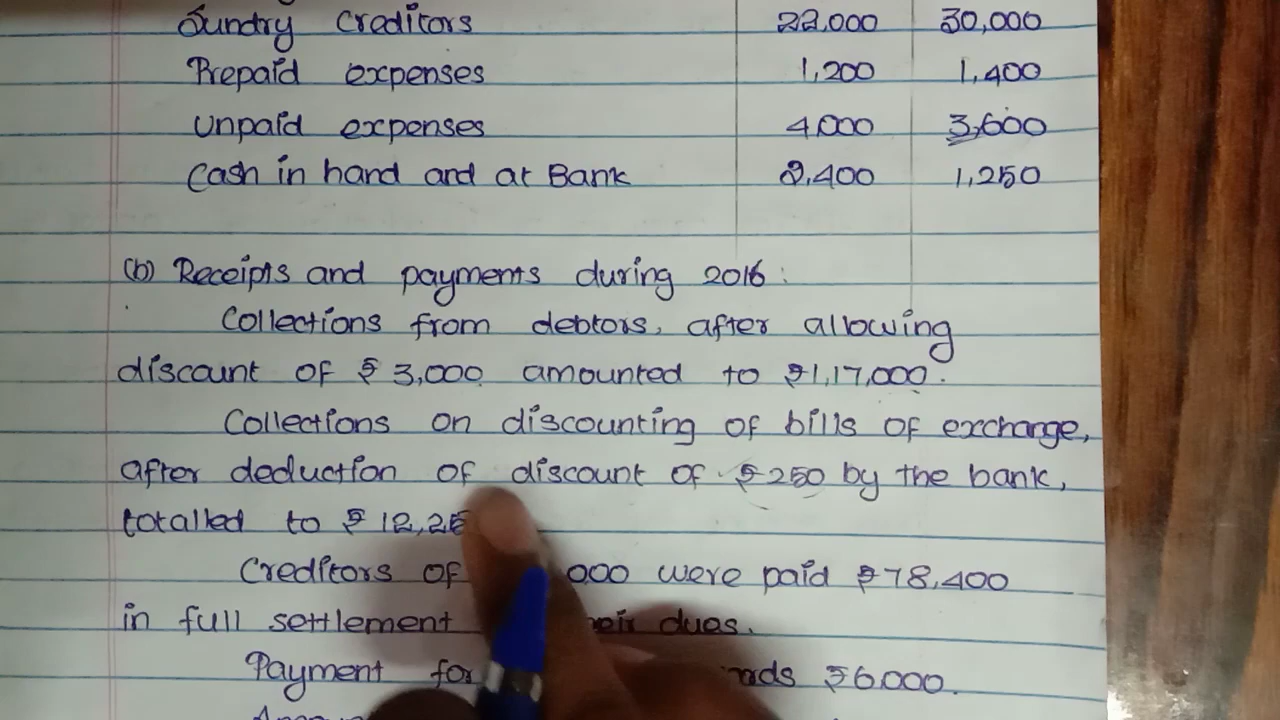 Sundry Creditors 22,000 30,000
Prepaid expenses 1,200 1,400
Unpaid expenses 4,000 3,600
Cash in hand and at Bank 2,400 1,250
(b) Receipts and payments during 2016:
Collections from debtors, after allowing
discount of ₹ 3,000 amounted to ₹1,17,000.
Collections on discounting of bills of exchange,
after deduction of discount of ₹250 by the bank,
totalled to ₹
Creditors of 000 were paid ₹78,400
in full settlement dues.
Payment for ₹6,000.